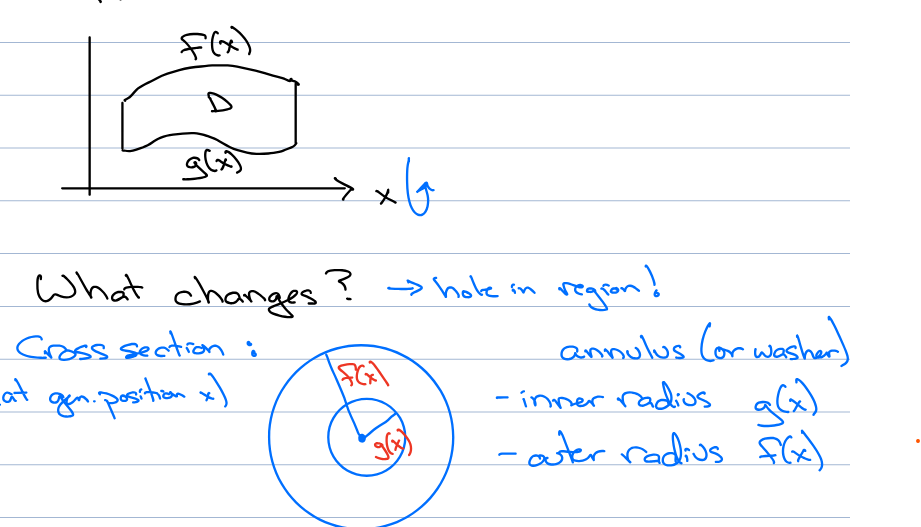 f(x)
D
g(x)
x
What changes? → hole in region!
Cross section :
at gen. position x)
f(x)
g(x)
annulus (or washer)
- inner radius g(x)
- outer radius f(x)